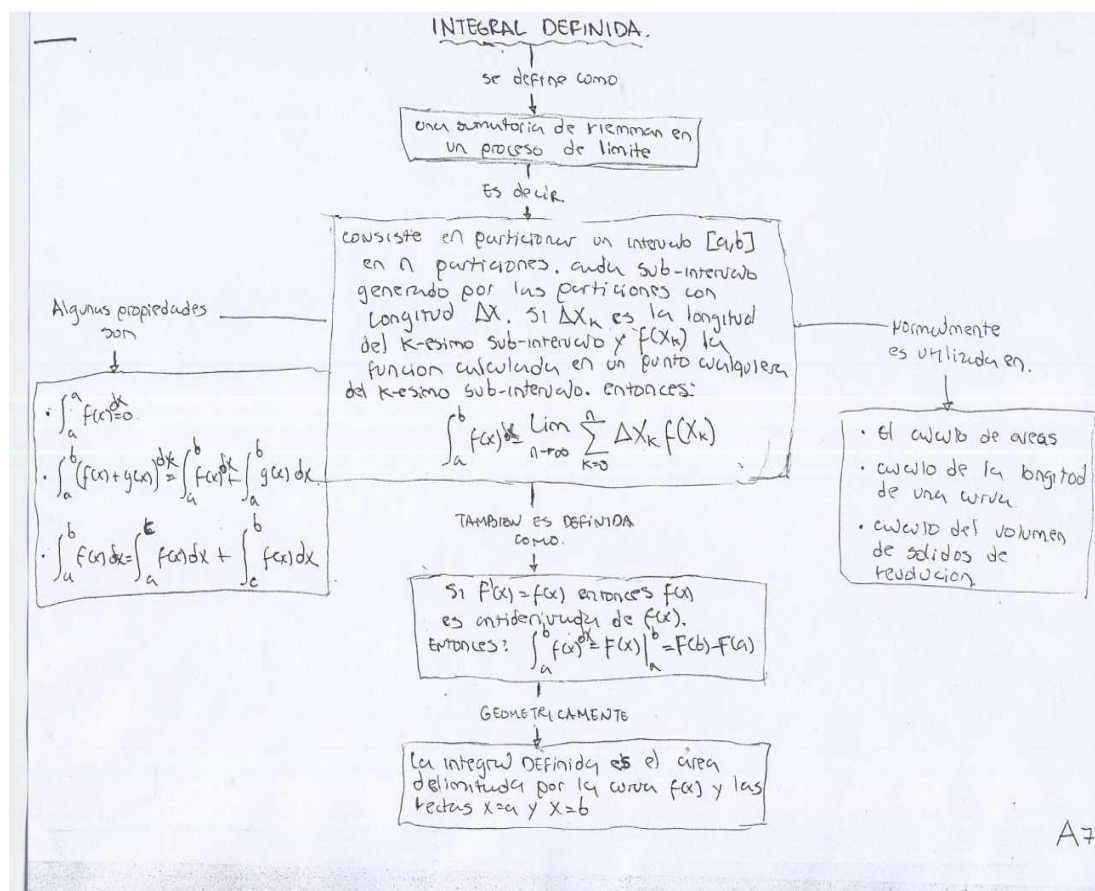 INTEGRAL DEFINIDA.
se define como
una sumatoria de riemman en
un proceso de limite
Es decir
consiste en particionar un intervalo [a,b]
en n particiones. cada sub-intervalo
generado por las particiones con
Longitud ΔX. Si ΔX_K es la longitud
del K-esimo sub-intervalo y f(X_K) la
funcion calculada en un punto cualquiera
del K-esimo sub-intervalo. entonces:
∫_a^b f(x)dx = Lim_{n→∞} ∑_{K=0}^n ΔX_K f(X_K)
Algunas propiedades
son
· ∫_a^a f(x)dx=0.
· ∫_a^b (f(x)+g(x))dx = ∫_a^b f(x)dx + ∫_a^b g(x)dx.
· ∫_a^b f(x)dx = ∫_a^c f(x)dx + ∫_c^b f(x)dx
Normalmente
es utilizada en.
· El calculo de areas
· calculo de la longitud
de una curva
· calculo del volumen
de solidos de
revolucion
TAMBIEN ES DEFINIDA
COMO.
Si F'(x) = f(x) entonces f(x)
es antiderivada de f(x).
Entonces: ∫_a^b f(x)dx = F(x)|_a^b = F(b)-F(a)
GEOMETRICAMENTE
La integral DEFINIDA es el area
delimitada por la curva f(x) y las
rectas x=a y x=b
A7